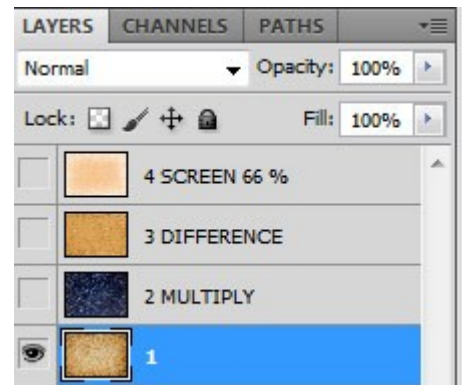 LAYERS CHANNELS PATHS
Normal Opacity: 100%
Lock: Fill: 100%
4 SCREEN 66 %
3 DIFFERENCE
2 MULTIPLY
1